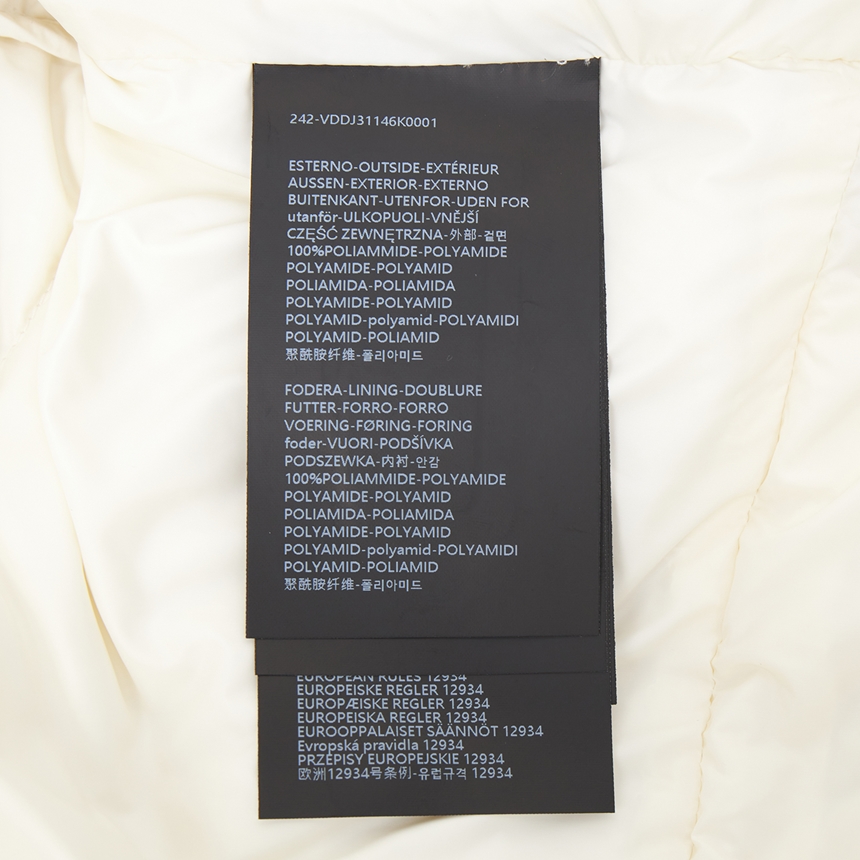 242-VDDJ31146K0001
ESTERNO-OUTSIDE-EXTÉRIEUR
AUSSEN-EXTERIOR-EXTERNO
BUITENKANT-UTENFOR-UDEN FOR
utanför-ULKOPUOLI-VNĚJŠÍ
CZĘŚĆ ZEWNĘTRZNA-外部-겉면
100%POLIAMMIDE-POLYAMIDE
POLYAMIDE-POLYAMID
POLIAMIDA-POLIAMIDA
POLYAMIDE-POLYAMID
POLYAMID-polyamid-POLYAMIDI
POLYAMID-POLIAMID
聚酰胺纤维-폴리아미드
FODERA-LINING-DOUBLURE
FUTTER-FORRO-FORRO
VOERING-FØRING-FORING
foder-VUORI-PODŠÍVKA
PODSZEWKA-内衬-안감
100%POLIAMMIDE-POLYAMIDE
POLYAMIDE-POLYAMID
POLIAMIDA-POLIAMIDA
POLYAMIDE-POLYAMID
POLYAMID-polyamid-POLYAMIDI
POLYAMID-POLIAMID
聚酰胺纤维-폴리아미드
EUROPEAN RULES 12934
EUROPEISKE REGLER 12934
EUROPÆISKE REGLER 12934
EUROPEISKA REGLER 12934
EUROOPPALAISET SÄÄNNÖT 12934
Evropská pravidla 12934
PRZEPISY EUROPEJSKIE 12934
欧洲12934号条例-유럽규격 12934